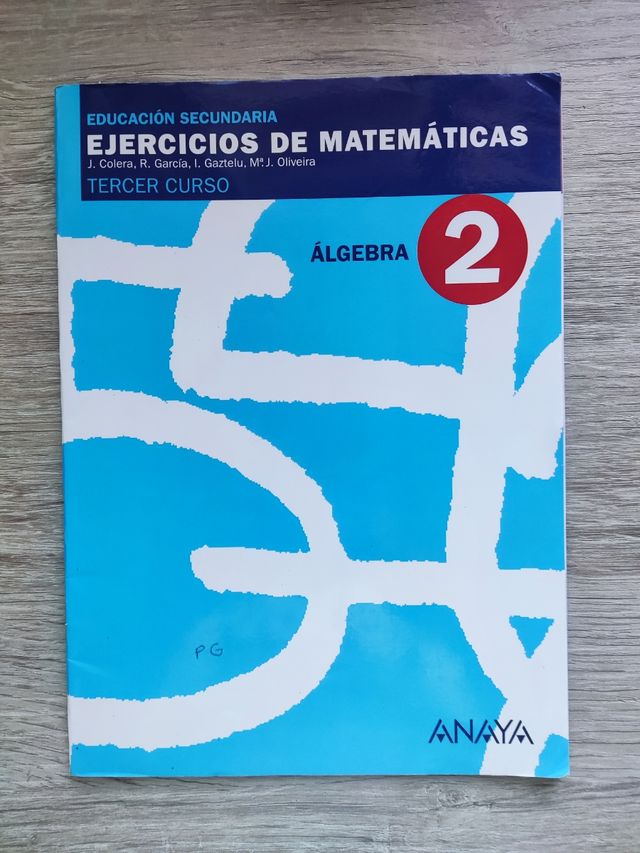 EDUCACIÓN SECUNDARIA
EJERCICIOS DE MATEMÁTICAS
J. Colera, R. García, I. Gaztelu, Mª. J. Oliveira
TERCER CURSO
ÁLGEBRA 2
PG
ANAYA